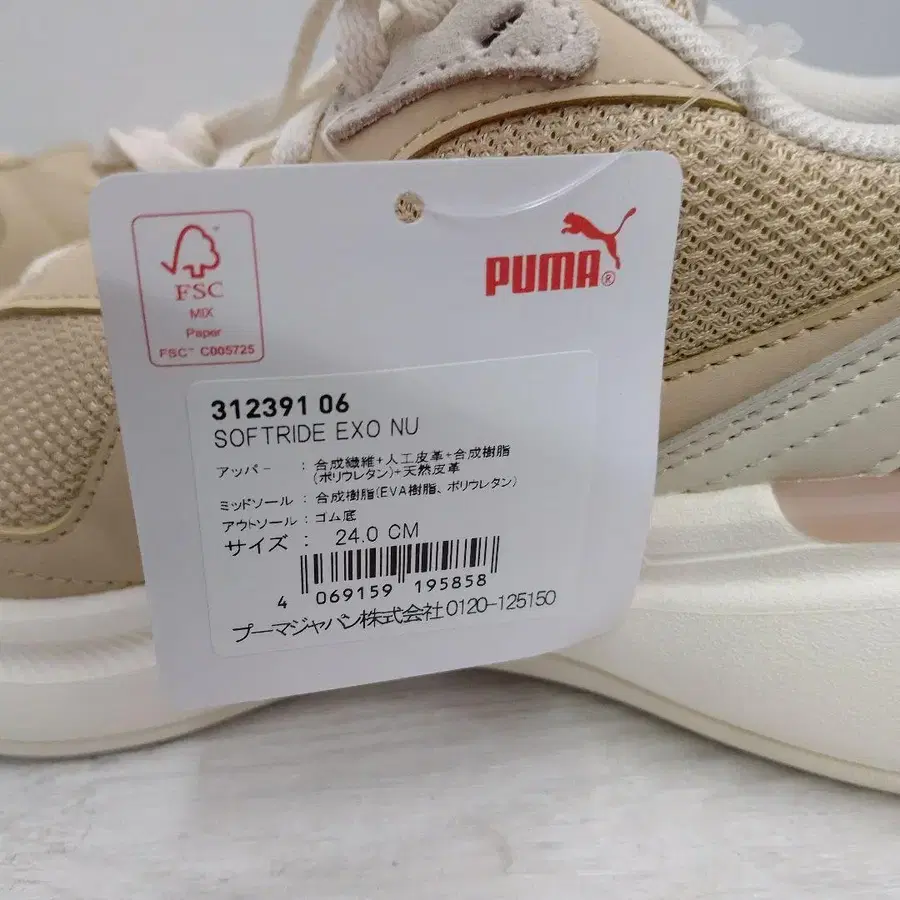 FSC
MIX
Paper
FSC™ C005725
PUMA®
312391 06
SOFTRIDE EXO NU
アッパー : 合成繊維+人工皮革+合成樹脂
(ポリウレタン)+天然皮革
ミッドソール : 合成樹脂(EVA樹脂、ポリウレタン)
アウトソール : ゴム底
サイズ : 24.0 CM
4 069159 195858
プーマジャパン株式会社 0120-125150